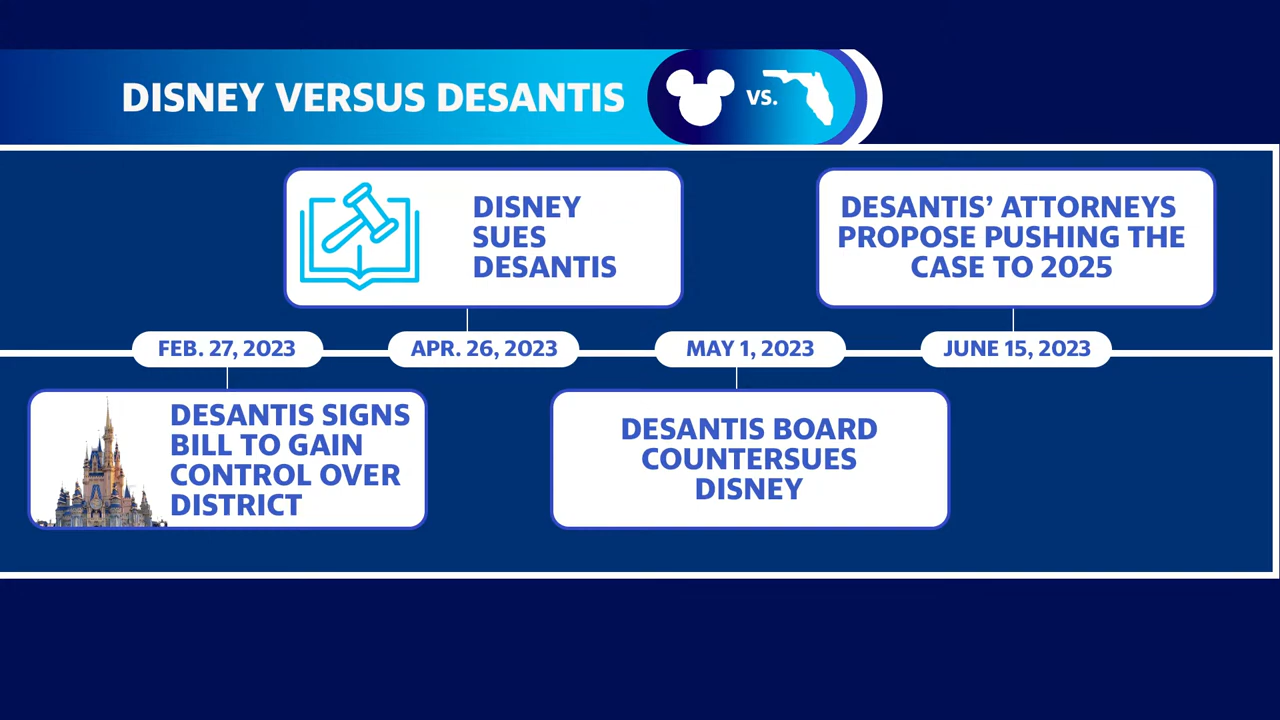 DISNEY VERSUS DESANTIS
VS.
DISNEY
SUES
DESANTIS
DESANTIS’ ATTORNEYS
PROPOSE PUSHING THE
CASE TO 2025
FEB. 27, 2023
APR. 26, 2023
MAY 1, 2023
JUNE 15, 2023
DESANTIS SIGNS
BILL TO GAIN
CONTROL OVER
DISTRICT
DESANTIS BOARD
COUNTERSUES
DISNEY